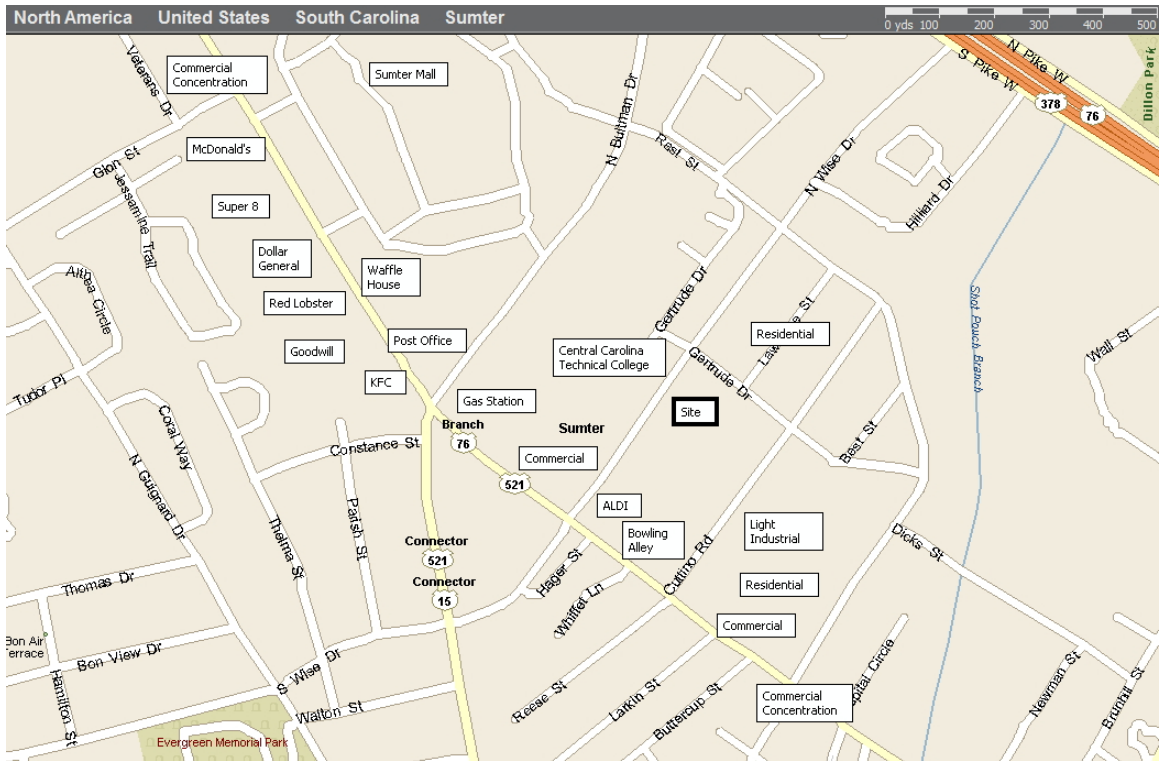 North America United States South Carolina Sumter
0 yds 100 200 300 400 500
Veterans Dr
Commercial
Concentration
Sumter Mall
N Bultman Dr
N Pike W
S Pike W
378
76
Dillon Park
McDonald's
Glon St
Rast St
N Wise Dr
Jessamine Trail
Super 8
Hilliard Dr
Dollar
General
Waffle
House
Althea Circle
Red Lobster
Gertrude Dr
Shot Pouch Branch
Residential
Post Office
Central Carolina
Technical College
Goodwill
Gertrude Dr
Wall St
Tudor Pl
KFC
Gas Station
Site
Branch
76
Sumter
Coral Way
Constance St
Best St
Commercial
N Guignard Dr
521
Parish St
ALDI
Thelma St
Bowling
Alley
Light
Industrial
Dicks St
Connector
521
Cuttino Rd
Connector
15
Hager St
Thomas Dr
Residential
Whiffet Ln
Commercial
Bon Air
Terrace
Bon View Dr
S Wise Dr
Hamilton St
Walton St
Reese St
Larkin St
Buttercup St
Commercial
Concentration
Circle
Newman St
Brunhill St
Evergreen Memorial Park